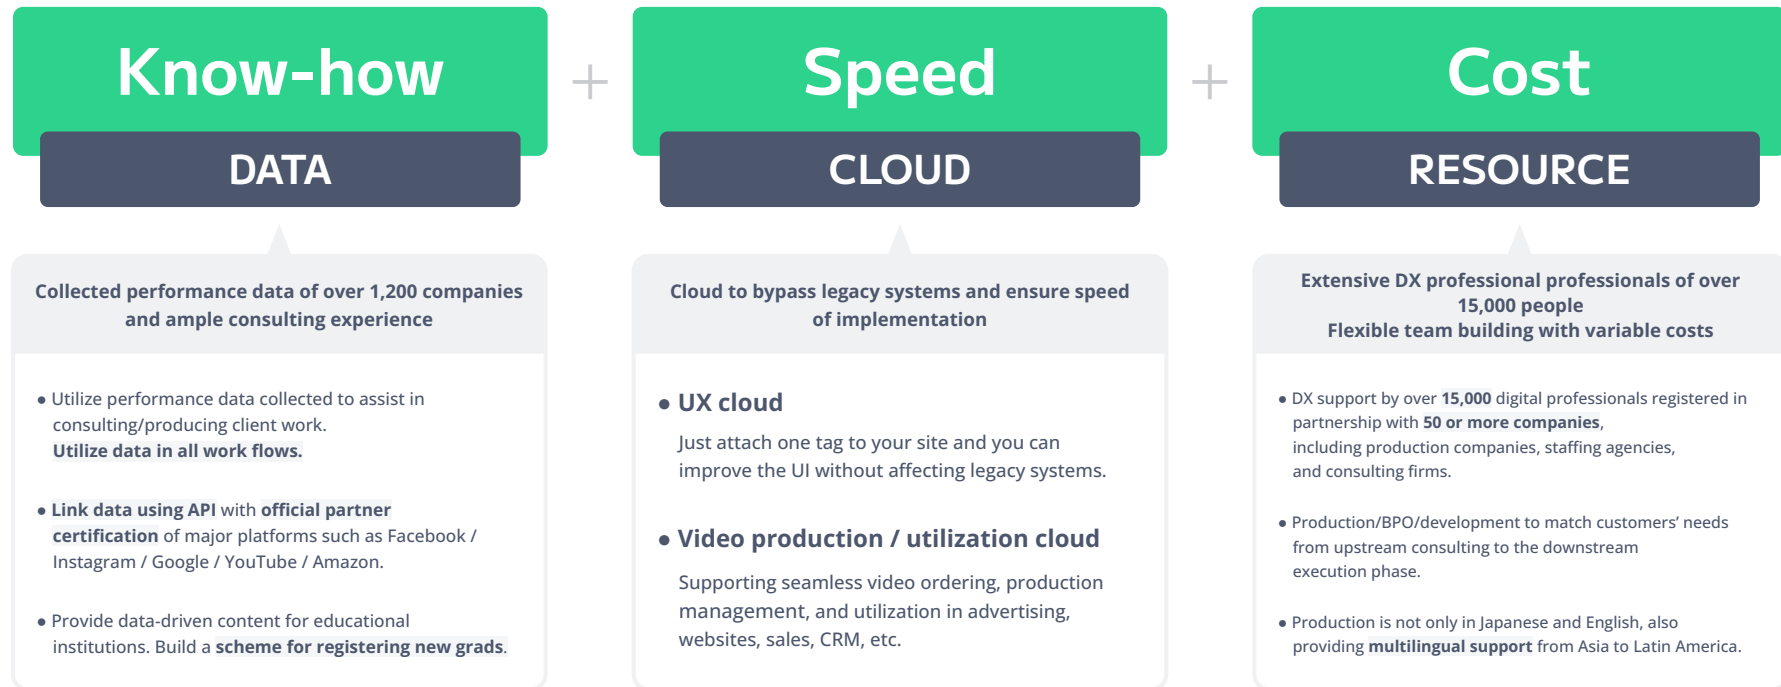 Know-how
DATA
Collected performance data of over 1,200 companies
and ample consulting experience
● Utilize performance data collected to assist in
consulting/producing client work.
Utilize data in all work flows.
● Link data using API with official partner
certification of major platforms such as Facebook /
Instagram / Google / YouTube / Amazon.
● Provide data-driven content for educational
institutions. Build a scheme for registering new grads.
+
Speed
CLOUD
Cloud to bypass legacy systems and ensure speed
of implementation
● UX cloud
Just attach one tag to your site and you can
improve the UI without affecting legacy systems.
● Video production / utilization cloud
Supporting seamless video ordering, production
management, and utilization in advertising,
websites, sales, CRM, etc.
+
Cost
RESOURCE
Extensive DX professional professionals of over
15,000 people
Flexible team building with variable costs
● DX support by over 15,000 digital professionals registered in
partnership with 50 or more companies,
including production companies, staffing agencies,
and consulting firms.
● Production/BPO/development to match customers’ needs
from upstream consulting to the downstream
execution phase.
● Production is not only in Japanese and English, also
providing multilingual support from Asia to Latin America.